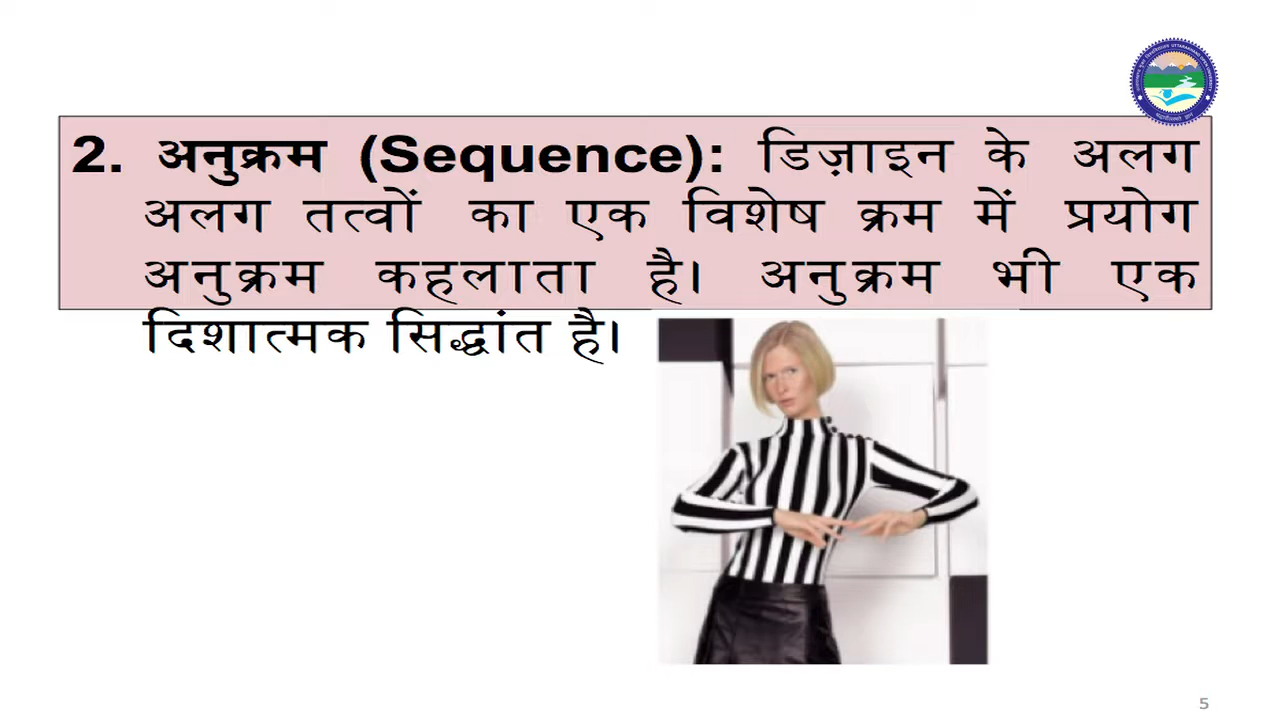 2. अनुक्रम (Sequence): डिज़ाइन के अलग
अलग तत्वों का एक विशेष क्रम में प्रयोग
अनुक्रम कहलाता है। अनुक्रम भी एक
दिशात्मक सिद्धांत है।
5